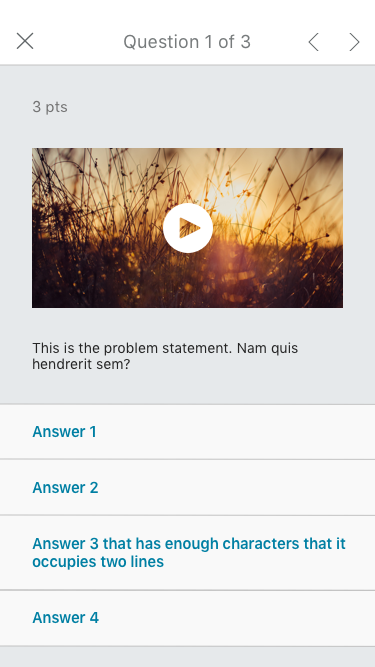 Question 1 of 3
3 pts
This is the problem statement. Nam quis
hendrerit sem?
Answer 1
Answer 2
Answer 3 that has enough characters that it
occupies two lines
Answer 4